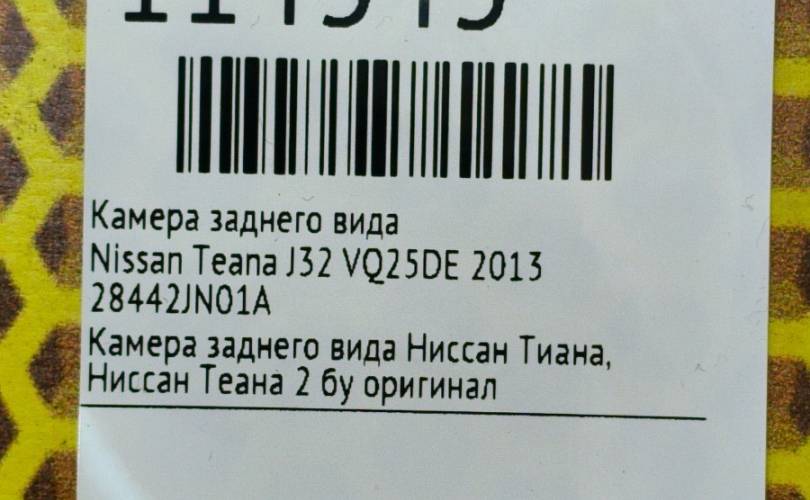 Камера заднего вида
Nissan Teana J32 VQ25DE 2013
28442JN01A
Камера заднего вида Ниссан Тиана,
Ниссан Теана 2 бу оригинал